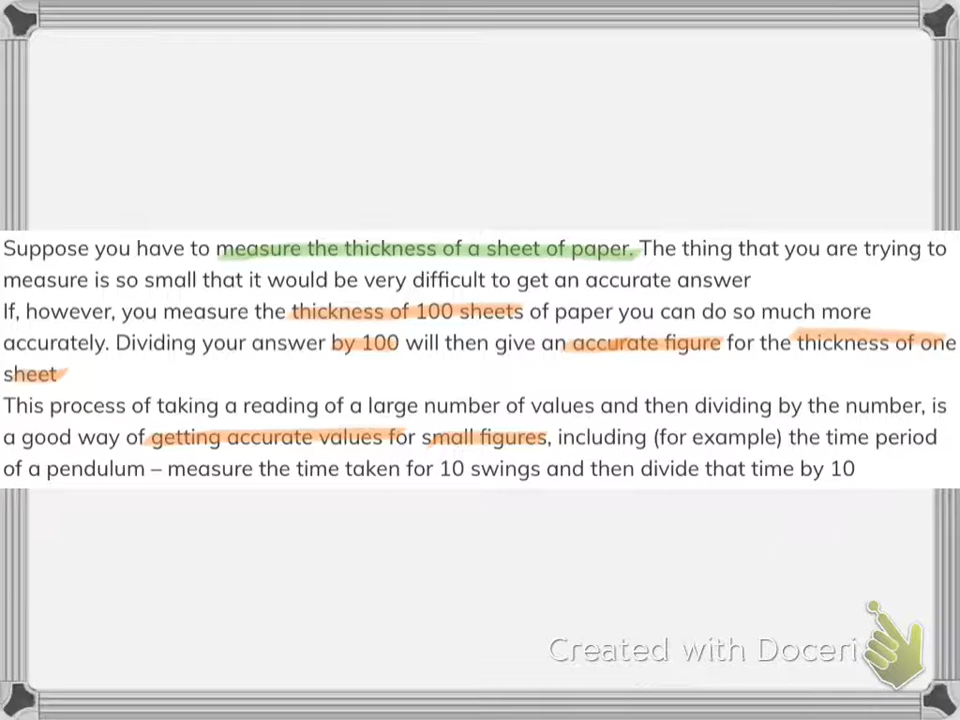 Suppose you have to measure the thickness of a sheet of paper. The thing that you are trying to
measure is so small that it would be very difficult to get an accurate answer
If, however, you measure the thickness of 100 sheets of paper you can do so much more
accurately. Dividing your answer by 100 will then give an accurate figure for the thickness of one
sheet
This process of taking a reading of a large number of values and then dividing by the number, is
a good way of getting accurate values for small figures, including (for example) the time period
of a pendulum – measure the time taken for 10 swings and then divide that time by 10
Created with Doceri